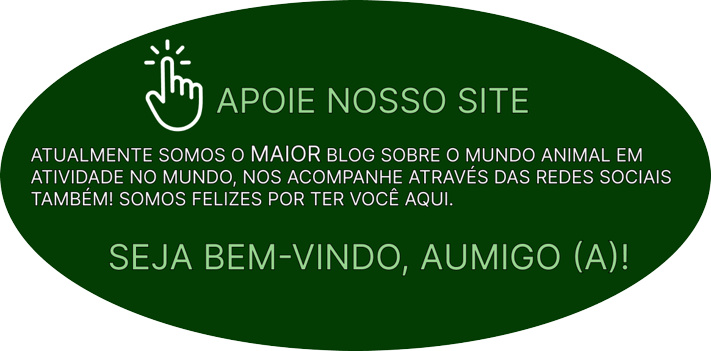 APOIE NOSSO SITE
ATUALMENTE SOMOS O MAIOR BLOG SOBRE O MUNDO ANIMAL EM
ATIVIDADE NO MUNDO, NOS ACOMPANHE ATRAVÉS DAS REDES SOCIAIS
TAMBÉM! SOMOS FELIZES POR TER VOCÊ AQUI.
SEJA BEM-VINDO, AUMIGO (A)!